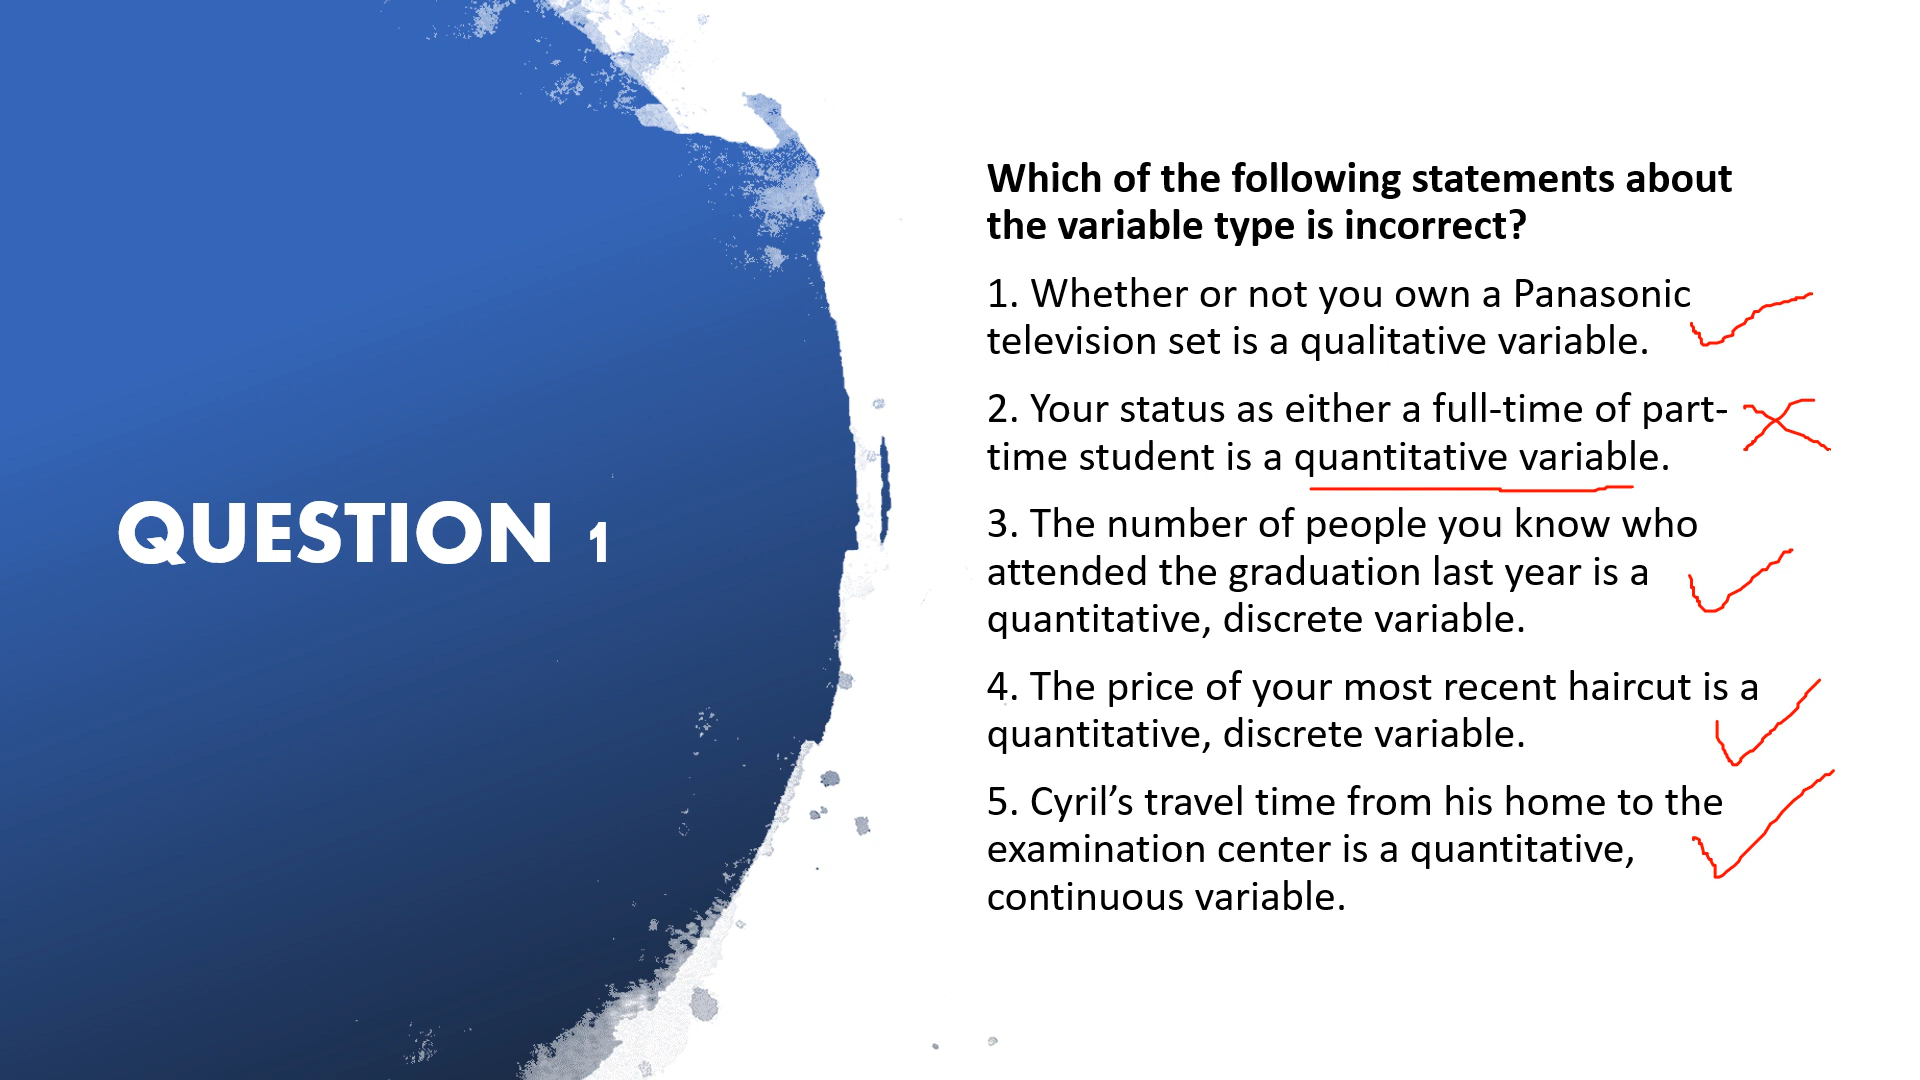 QUESTION 1
Which of the following statements about
the variable type is incorrect?
1. Whether or not you own a Panasonic
television set is a qualitative variable.
2. Your status as either a full-time of part-
time student is a quantitative variable.
3. The number of people you know who
attended the graduation last year is a
quantitative, discrete variable.
4. The price of your most recent haircut is a
quantitative, discrete variable.
5. Cyril’s travel time from his home to the
examination center is a quantitative,
continuous variable.